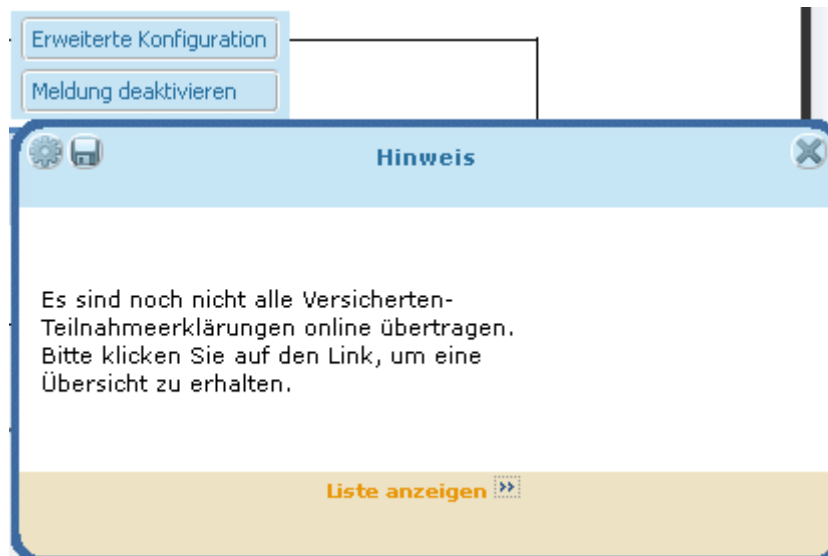 Erweiterte Konfiguration
Meldung deaktivieren
Hinweis
Es sind noch nicht alle Versicherten-
Teilnahmeerklärungen online übertragen.
Bitte klicken Sie auf den Link, um eine
Übersicht zu erhalten.
Liste anzeigen